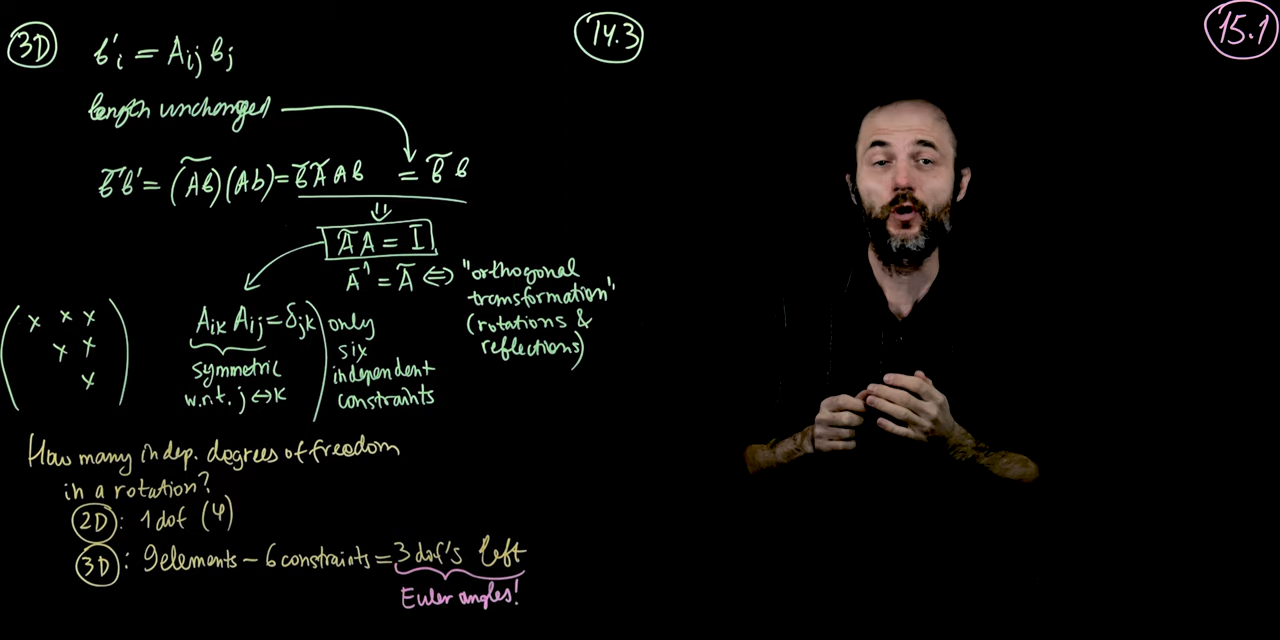 3D b'ᵢ = Aᵢⱼ bⱼ
14.3
15.1
length unchanged
b̃'b' = (Ãb)(Ab) = b̃ÃAb = b̃b
⇓
ÃA = I
A⁻¹ = Ã ⟺ "orthogonal
transformation"
(rotations &
reflections)
x x x
x x
x
Aᵢₖ Aᵢⱼ = δⱼₖ
symmetric
w.r.t. j ↔ k
only
six
independent
constraints
How many indep. degrees of freedom
in a rotation?
2D: 1 dof (φ)
3D: 9 elements − 6 constraints = 3 dof's left
Euler angles!